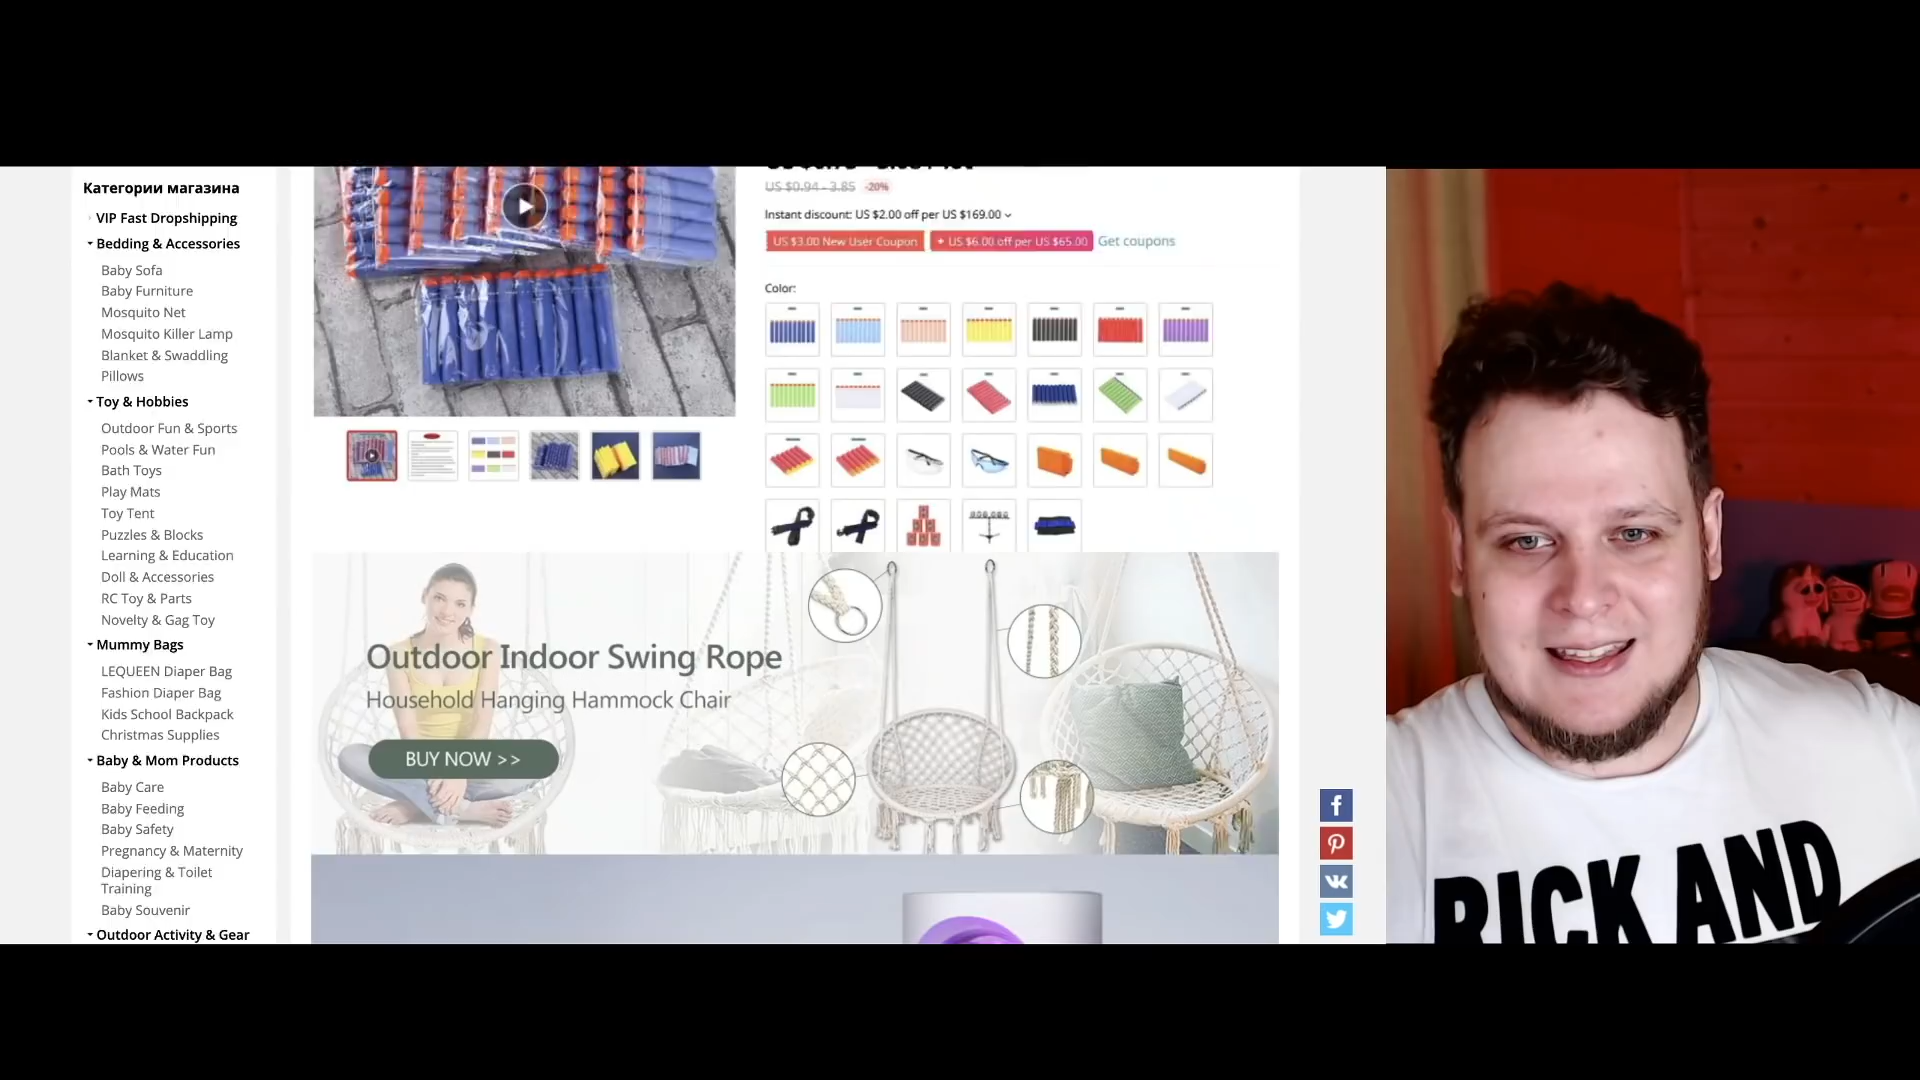 Категории магазина
VIP Fast Dropshipping
Bedding & Accessories
Baby Sofa
Baby Furniture
Mosquito Net
Mosquito Killer Lamp
Blanket & Swaddling
Pillows
Toy & Hobbies
Outdoor Fun & Sports
Pools & Water Fun
Bath Toys
Play Mats
Toy Tent
Puzzles & Blocks
Learning & Education
Doll & Accessories
RC Toy & Parts
Novelty & Gag Toy
Mummy Bags
LEQUEEN Diaper Bag
Fashion Diaper Bag
Kids School Backpack
Christmas Supplies
Baby & Mom Products
Baby Care
Baby Feeding
Baby Safety
Pregnancy & Maternity
Diapering & Toilet
Training
Baby Souvenir
Outdoor Activity & Gear
US $0.94 - 3.85 -20%
Instant discount: US $2.00 off per US $169.00
US $3.00 New User Coupon + US $6.00 off per US $65.00 Get coupons
Color:
Outdoor Indoor Swing Rope
Household Hanging Hammock Chair
BUY NOW >>
RICK AND